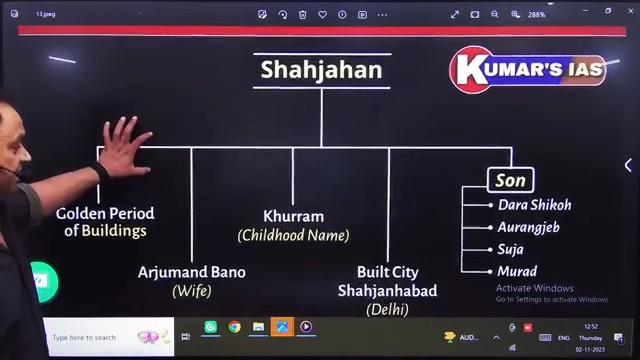 13.jpeg
286%
Shahjahan
KUMAR'S IAS
Golden Period
of Buildings
Arjumand Bano
(Wife)
Khurram
(Childhood Name)
Built City
Shahjanhabad
(Delhi)
Son
Dara Shikoh
Aurangjeb
Suja
Murad
Activate Windows
Go to Settings to activate Windows.
Type here to search
AUD...
ENG
12:52
Thursday
02-11-2023